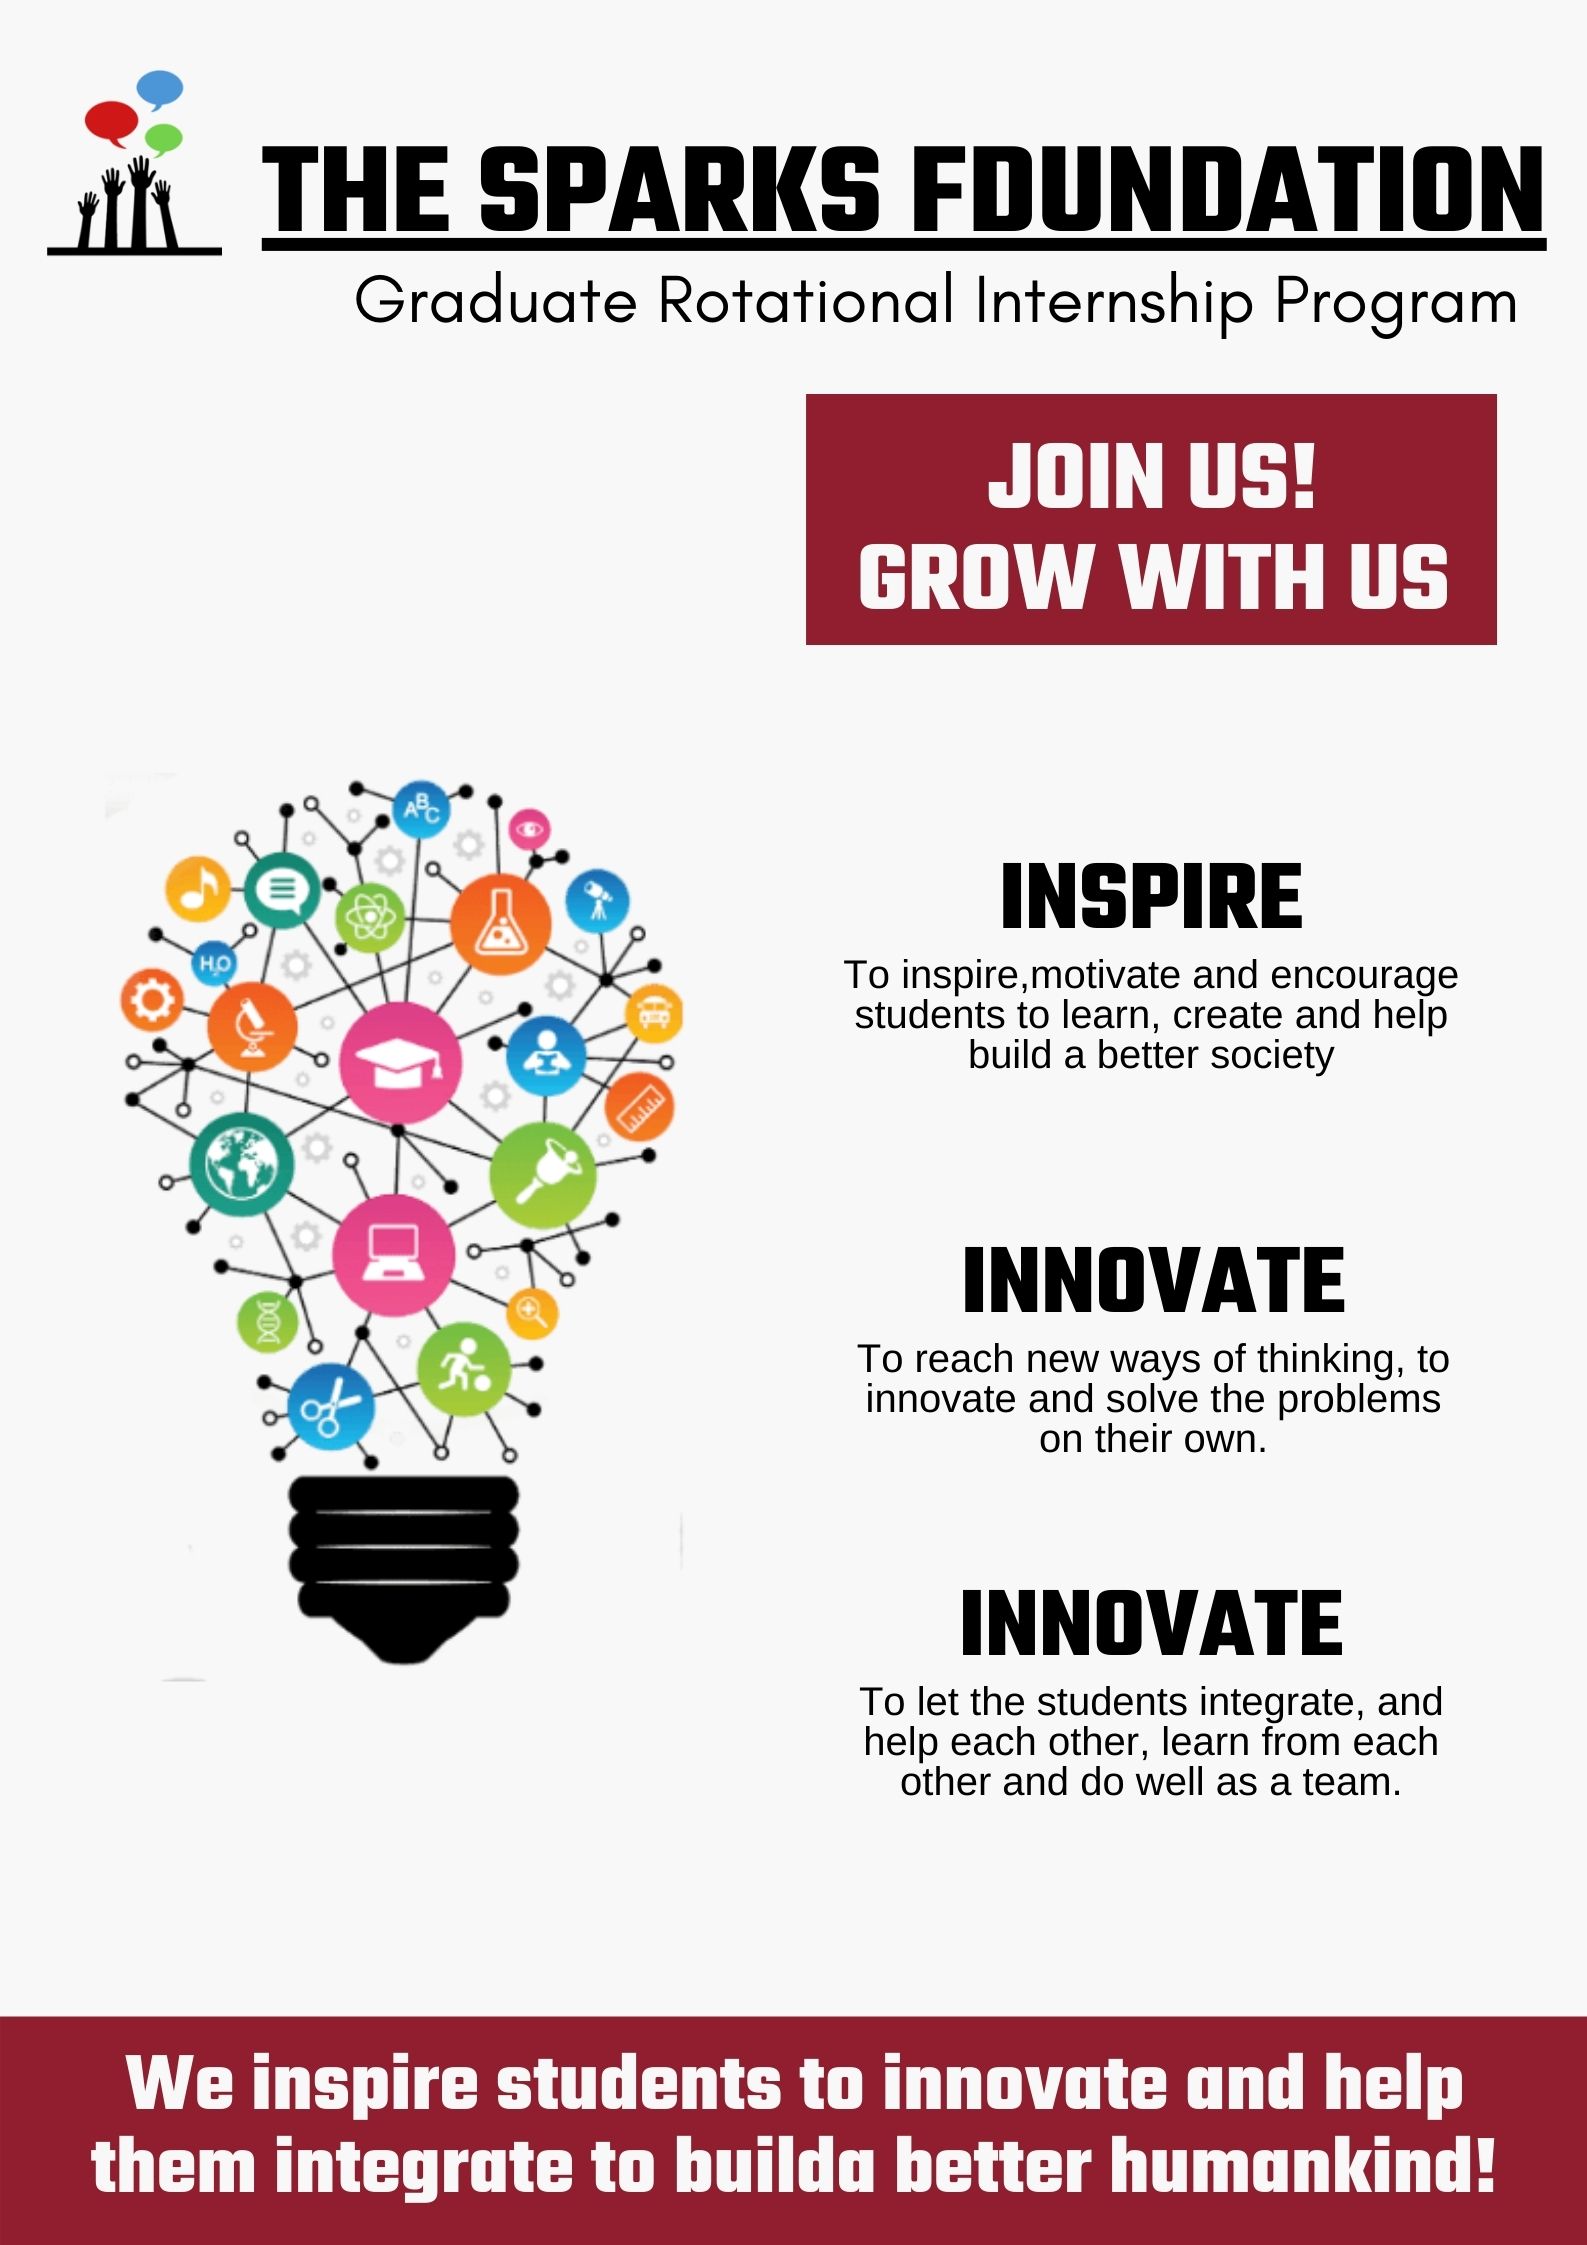 THE SPARKS FDUNDATION
Graduate Rotational Internship Program
JOIN US!
GROW WITH US
ABC
H2O
INSPIRE
To inspire,motivate and encourage
students to learn, create and help
build a better society
INNOVATE
To reach new ways of thinking, to
innovate and solve the problems
on their own.
INNOVATE
To let the students integrate, and
help each other, learn from each
other and do well as a team.
We inspire students to innovate and help
them integrate to builda better humankind!